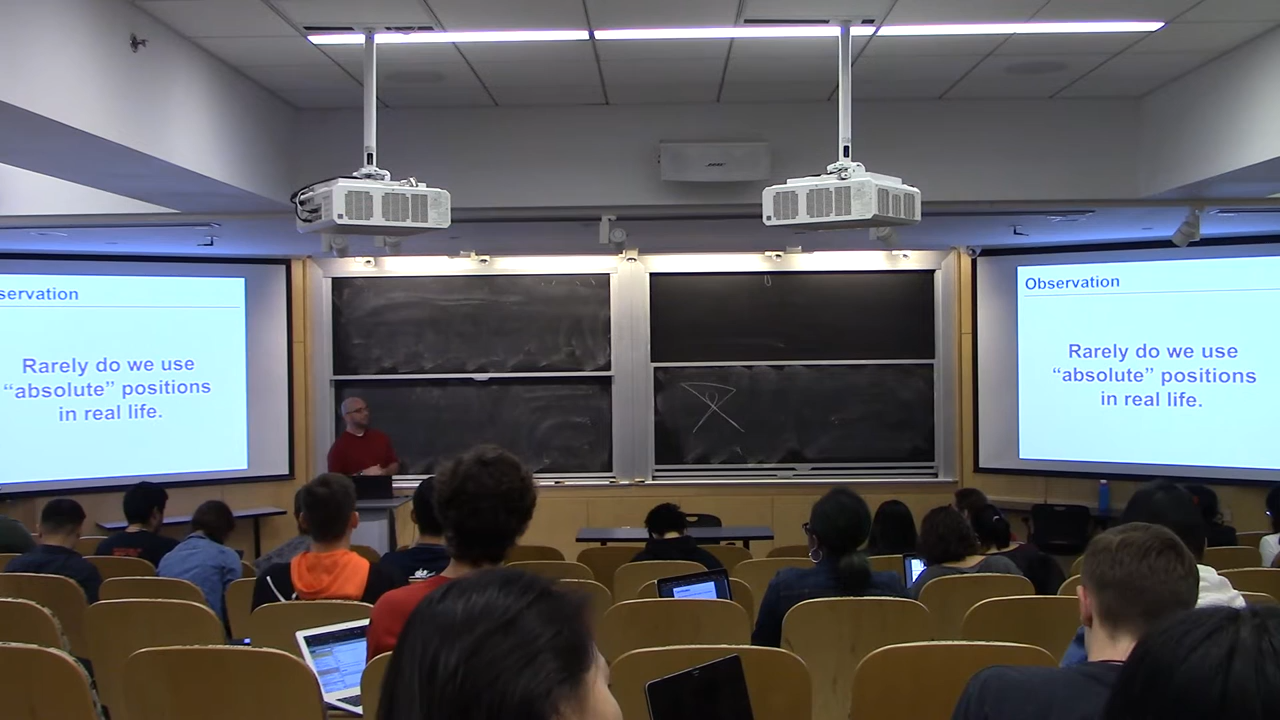 BOSE
servation
Rarely do we use
“absolute” positions
in real life.
Observation
Rarely do we use
“absolute” positions
in real life.